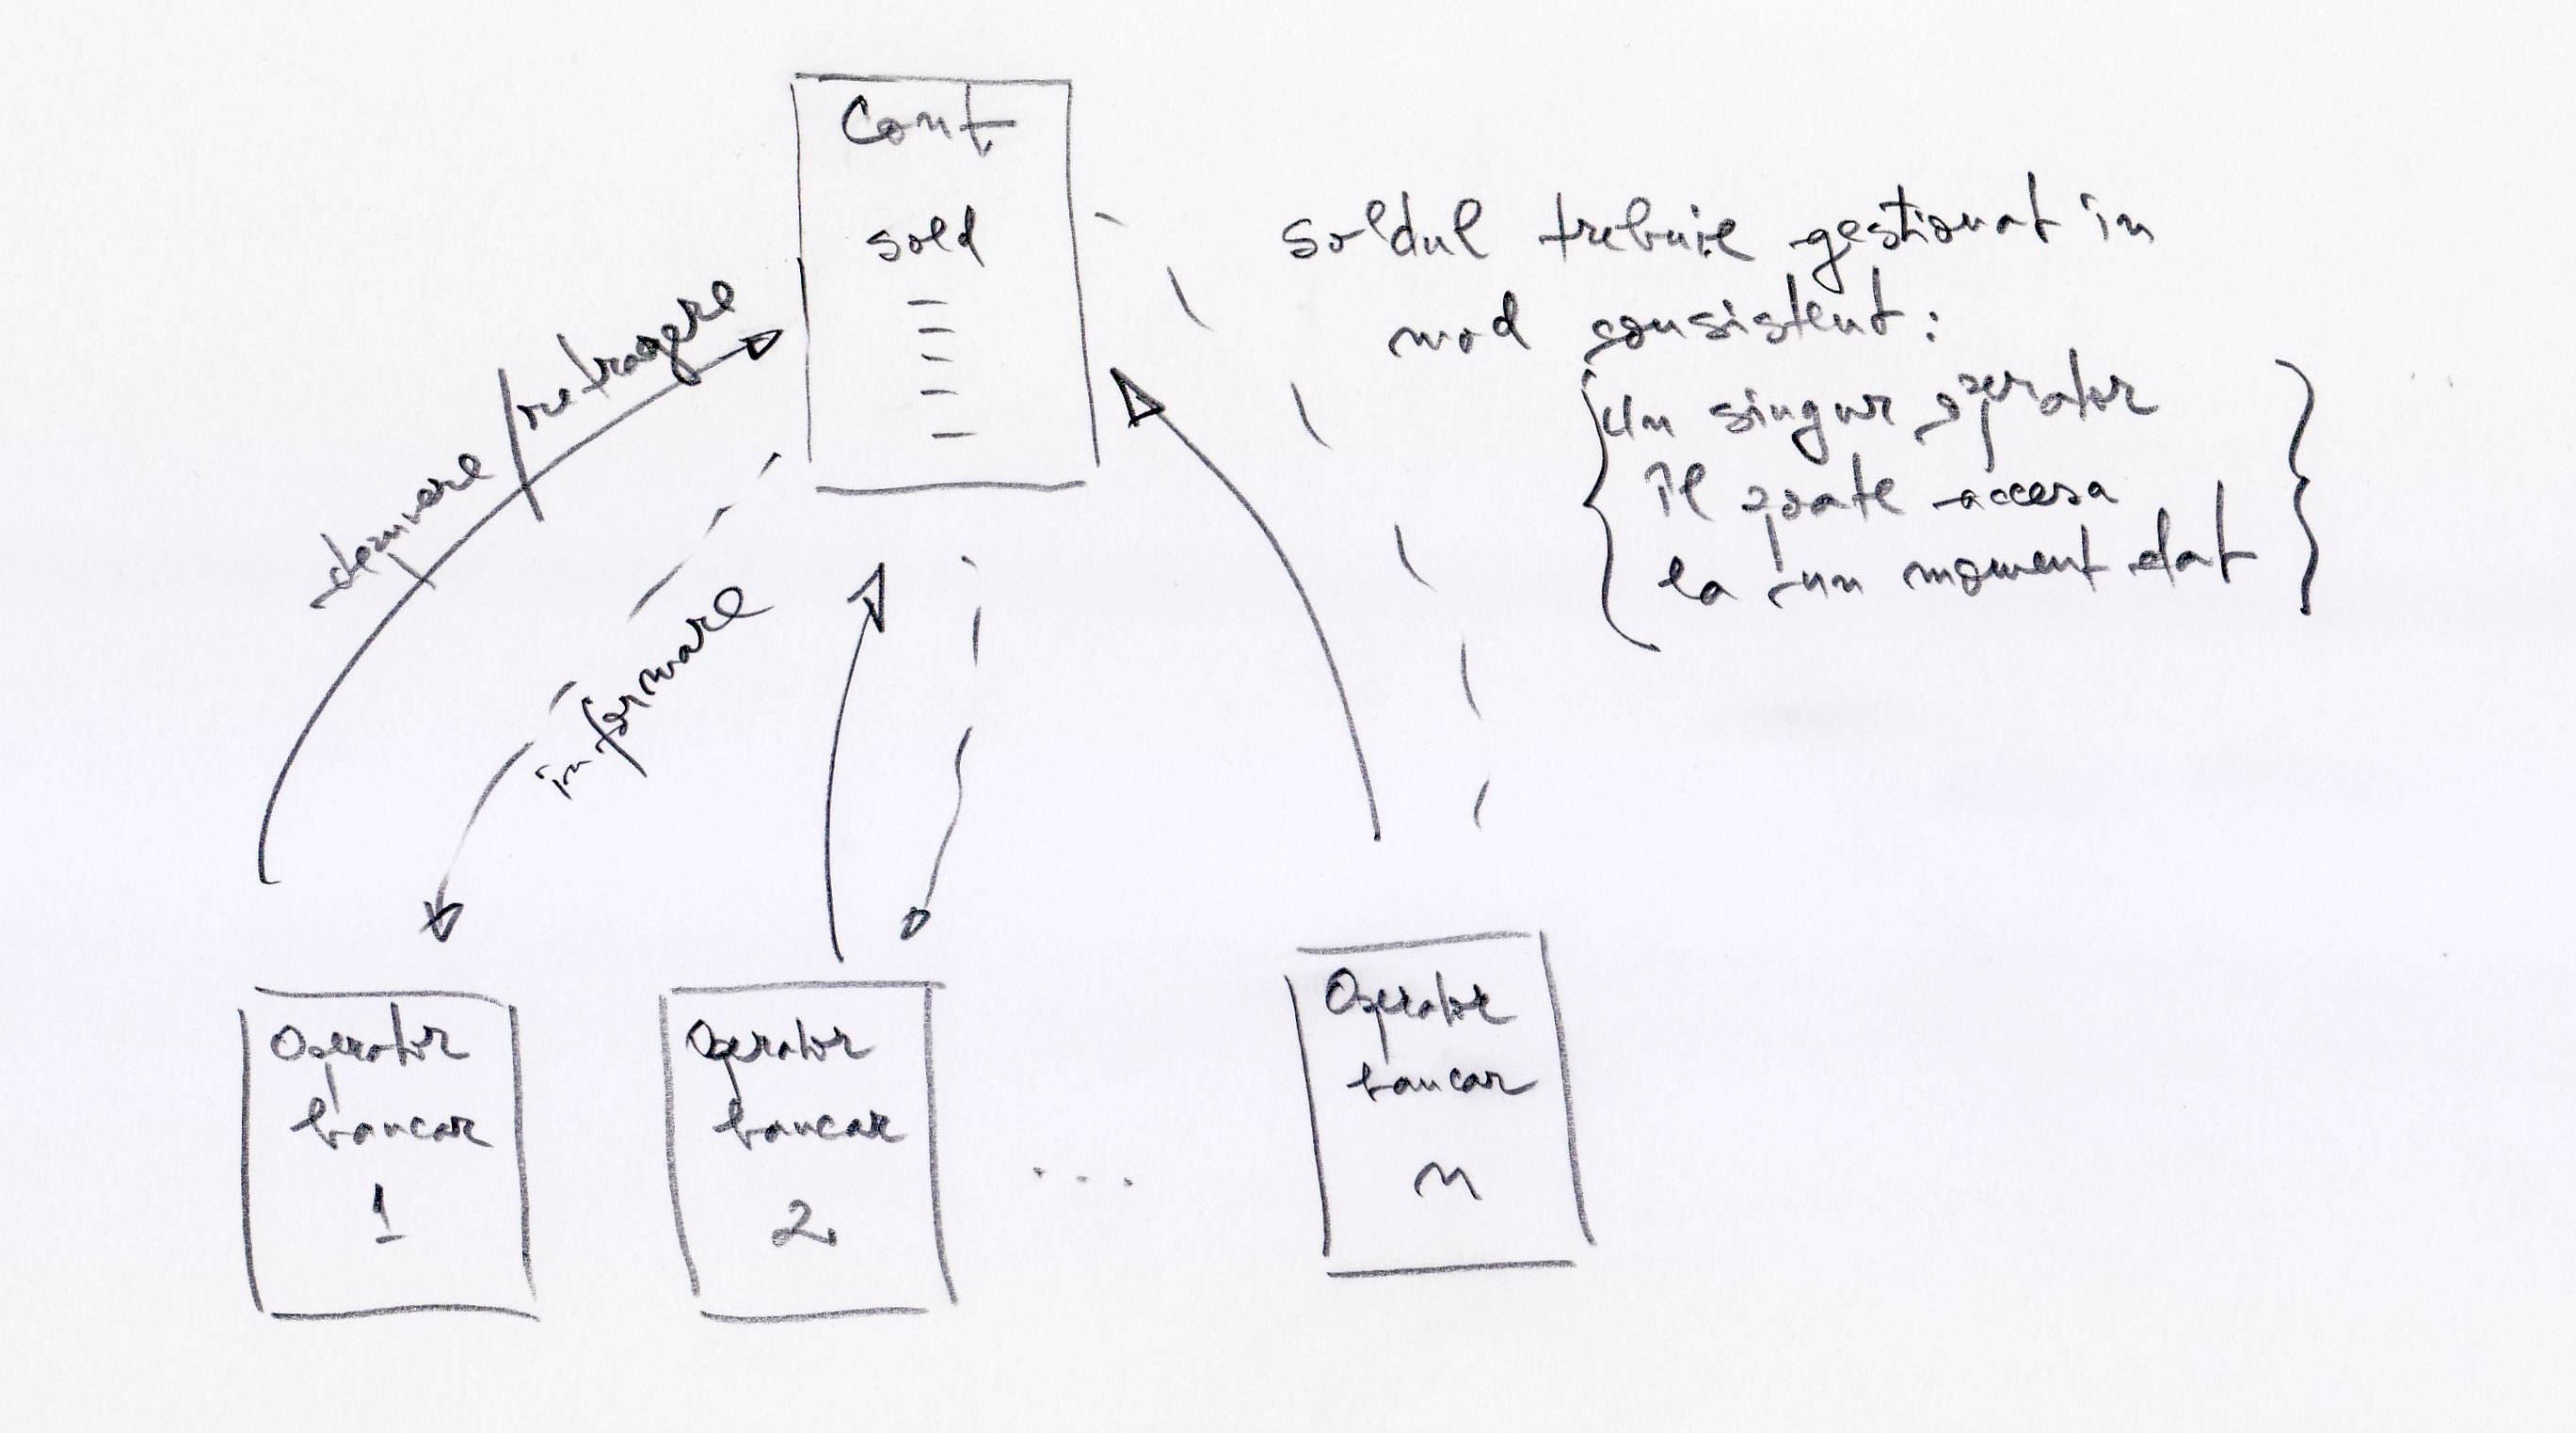 Cont
sold
soldul trebuie gestionat in
mod consistent:
Un singur operator
îl poate accesa
la un moment dat
depunere/retragere
informare
Operator
bancar
1
Operator
bancar
2
...
Operator
bancar
n